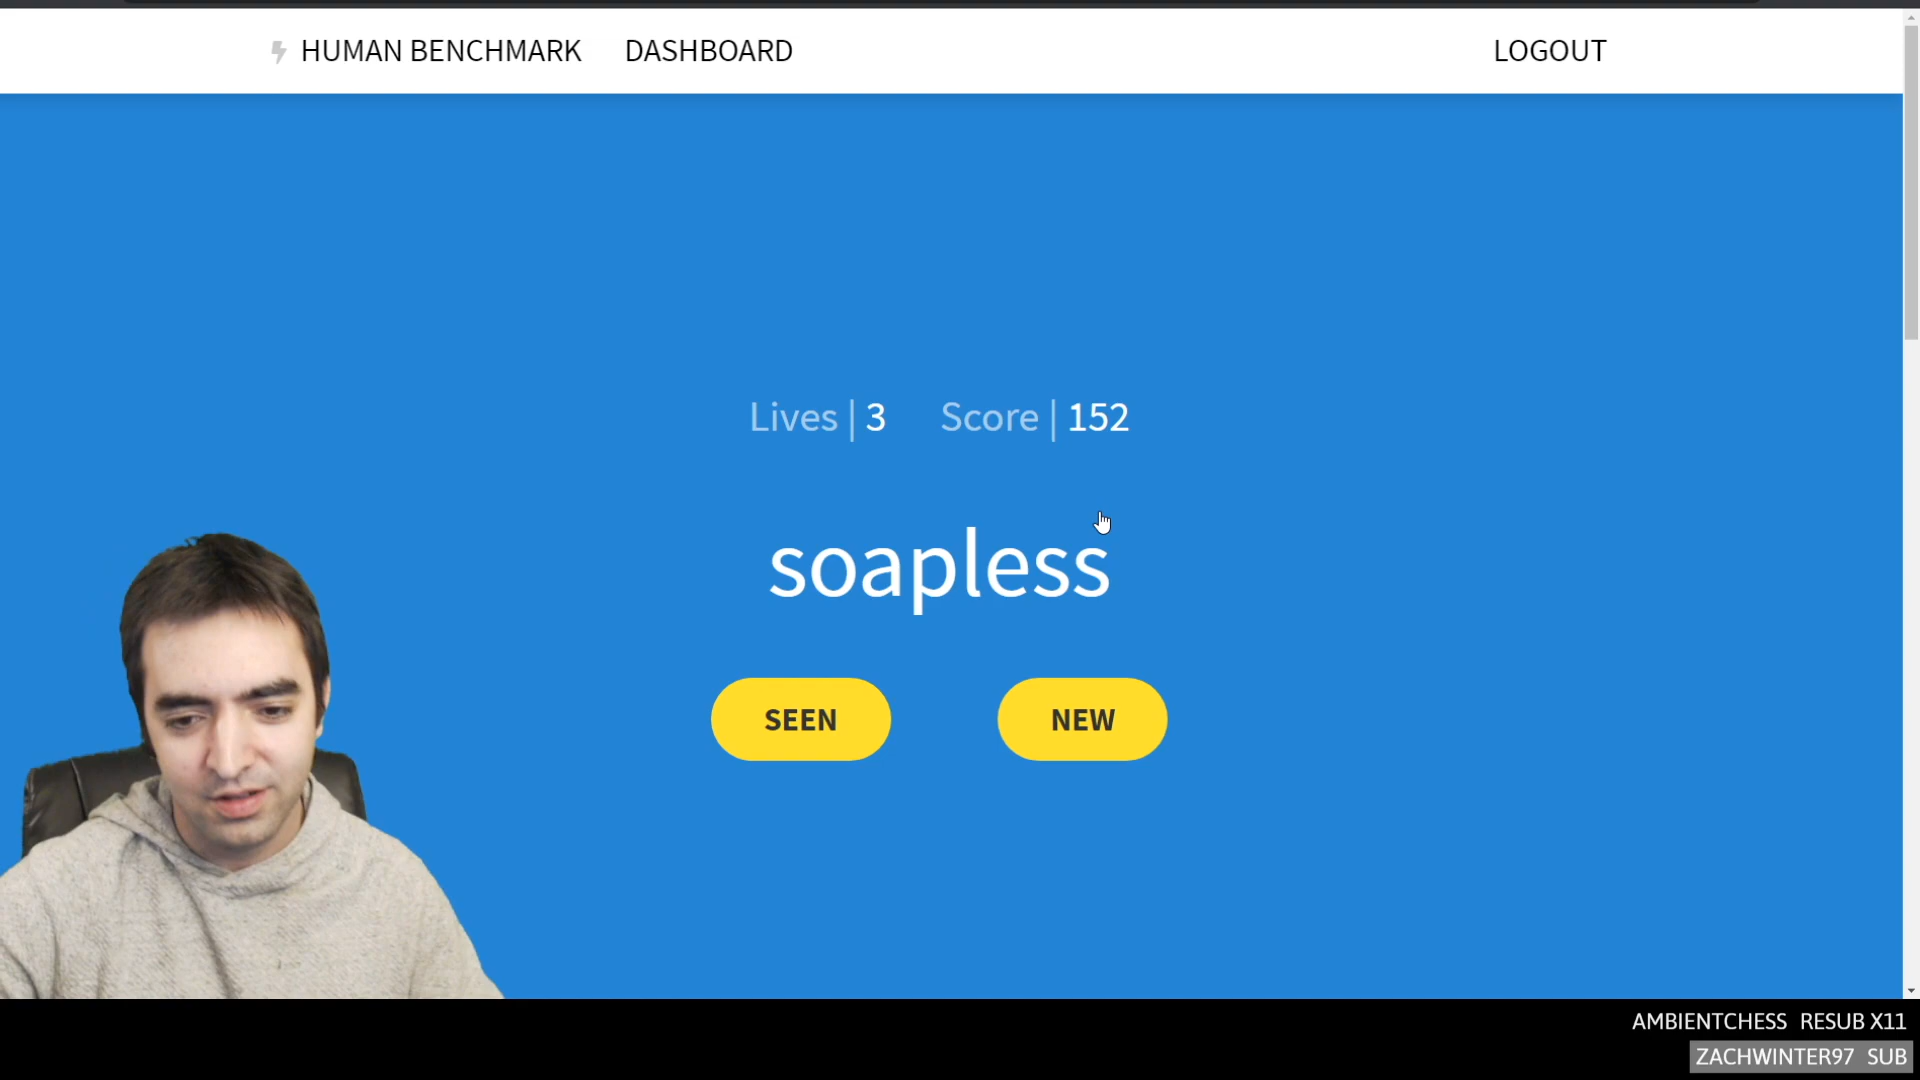 HUMAN BENCHMARK DASHBOARD LOGOUT
Lives | 3 Score | 152
soapless
SEEN NEW
AMBIENTCHESS RESUB X11
ZACHWINTER97 SUB